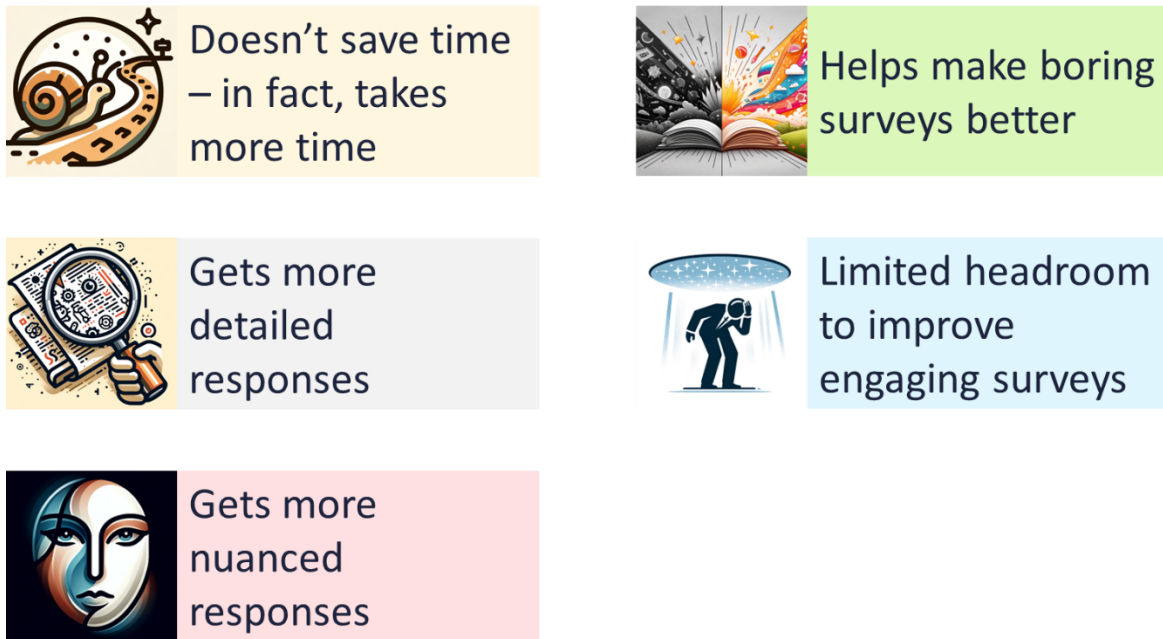 Doesn’t save time
– in fact, takes
more time
Helps make boring
surveys better
Gets more
detailed
responses
Limited headroom
to improve
engaging surveys
Gets more
nuanced
responses